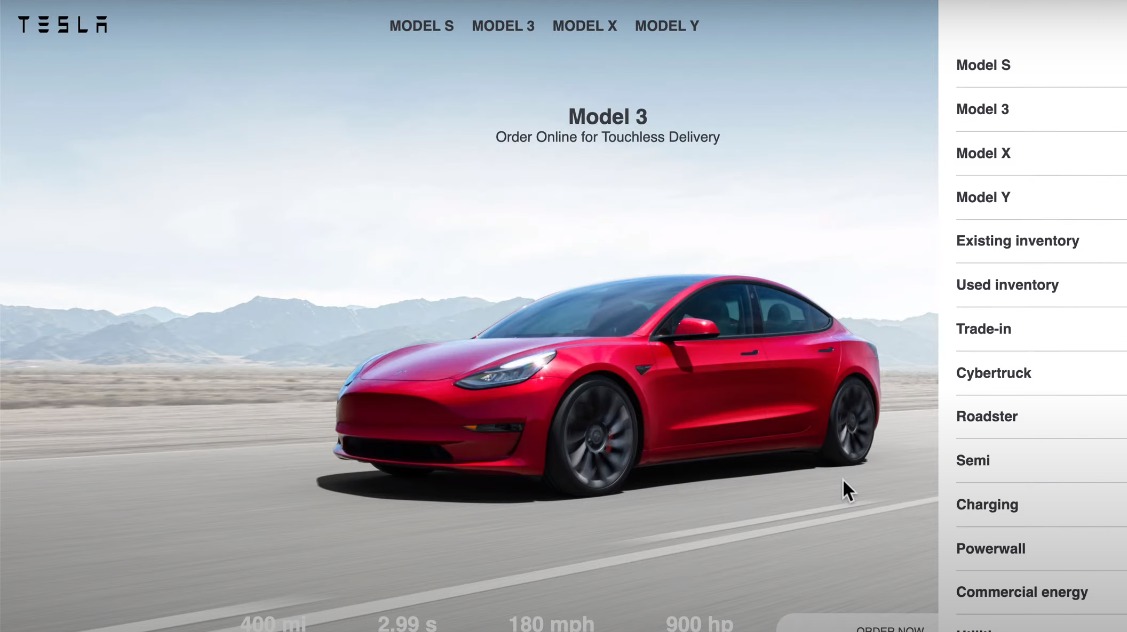 TESLA
MODEL S MODEL 3 MODEL X MODEL Y
Model 3
Order Online for Touchless Delivery
400 mi 2.99 s 180 mph 900 hp
ORDER NOW
Model S
Model 3
Model X
Model Y
Existing inventory
Used inventory
Trade-in
Cybertruck
Roadster
Semi
Charging
Powerwall
Commercial energy